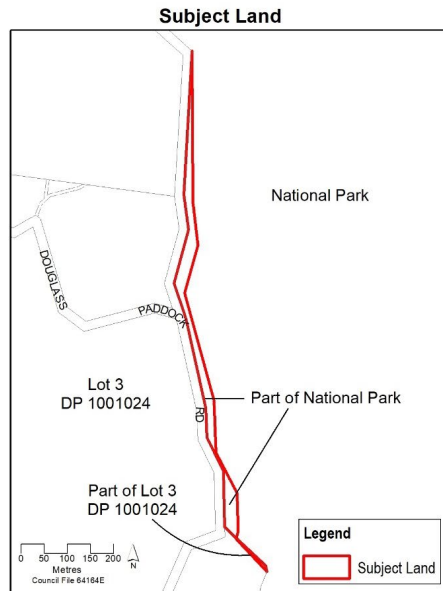 Subject Land
National Park
DOUGLASS
PADDOCK
RD
Lot 3
DP 1001024
Part of National Park
Part of Lot 3
DP 1001024
0 50 100 150 200
Metres
N
Council File 64164E
Legend
Subject Land